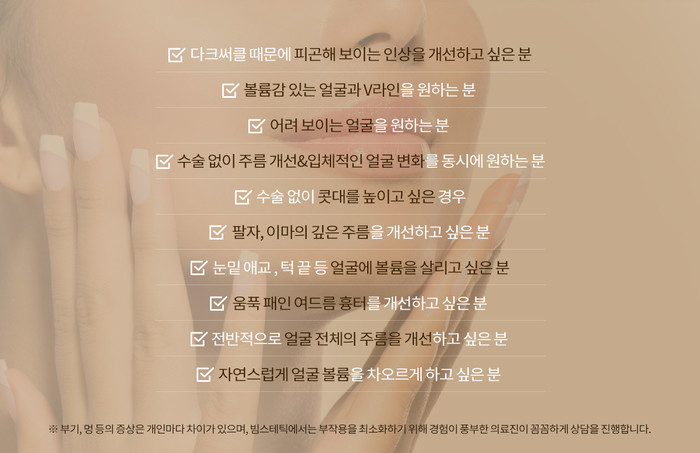 다크써클 때문에 피곤해 보이는 인상을 개선하고 싶은 분
볼륨감 있는 얼굴과 V라인을 원하는 분
어려 보이는 얼굴을 원하는 분
수술 없이 주름 개선&입체적인 얼굴 변화를 동시에 원하는 분
수술 없이 콧대를 높이고 싶은 경우
팔자, 이마의 깊은 주름을 개선하고 싶은 분
눈밑 애교 , 턱 끝 등 얼굴에 볼륨을 살리고 싶은 분
움푹 패인 여드름 흉터를 개선하고 싶은 분
전반적으로 얼굴 전체의 주름을 개선하고 싶은 분
자연스럽게 얼굴 볼륨을 차오르게 하고 싶은 분
※ 부기, 멍 등의 증상은 개인마다 차이가 있으며, 빔스테틱에서는 부작용을 최소화하기 위해 경험이 풍부한 의료진이 꼼꼼하게 상담을 진행합니다.